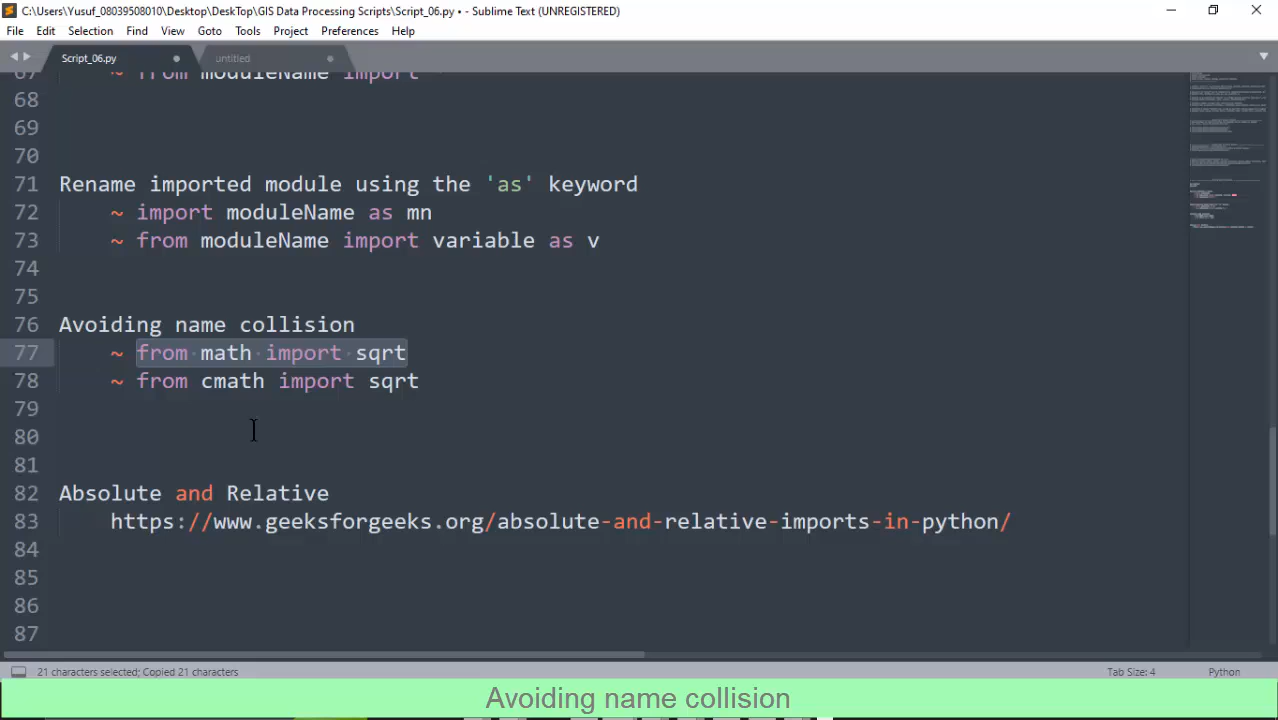 C:\Users\Yusuf_08039508010\Desktop\DeskTop\GIS Data Processing Scripts\Script_06.py • - Sublime Text (UNREGISTERED)
File Edit Selection Find View Goto Tools Project Preferences Help
Script_06.py untitled
67 ~ from moduleName import
68
69
70
71 Rename imported module using the 'as' keyword
72 ~ import moduleName as mn
73 ~ from moduleName import variable as v
74
75
76 Avoiding name collision
77 ~ from math import sqrt
78 ~ from cmath import sqrt
79
80
81
82 Absolute and Relative
83 https://www.geeksforgeeks.org/absolute-and-relative-imports-in-python/
84
85
86
87
21 characters selected; Copied 21 characters Tab Size: 4 Python
Avoiding name collision